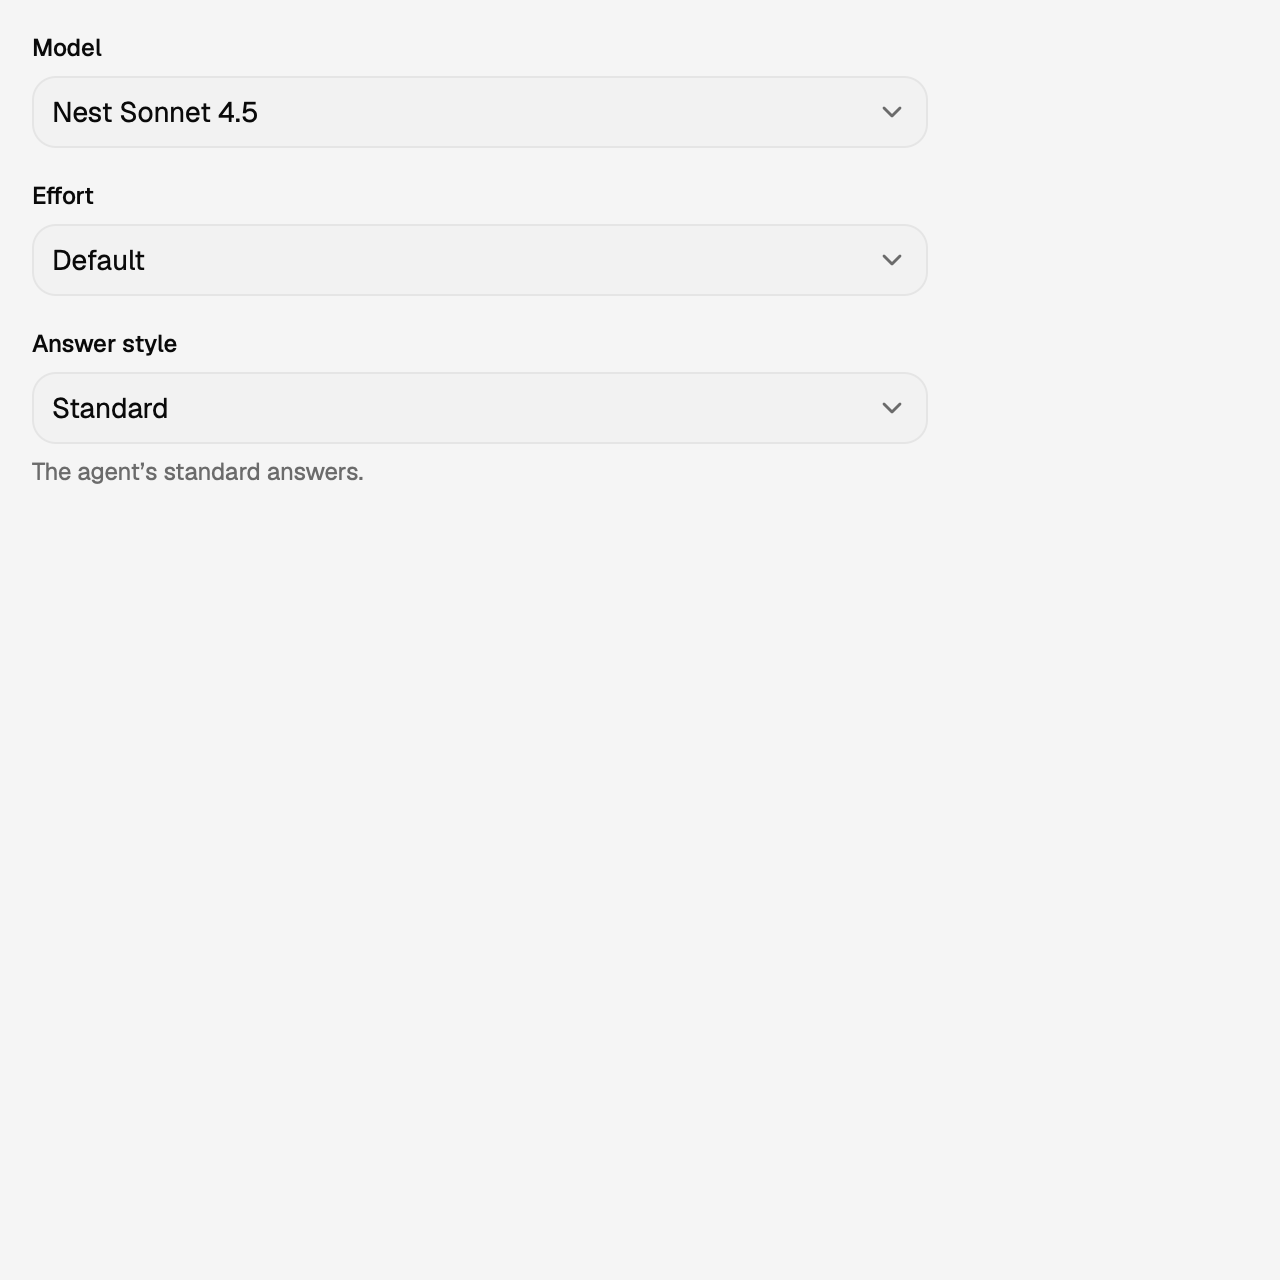 Model
Nest Sonnet 4.5
Effort
Default
Answer style
Standard
The agent’s standard answers.